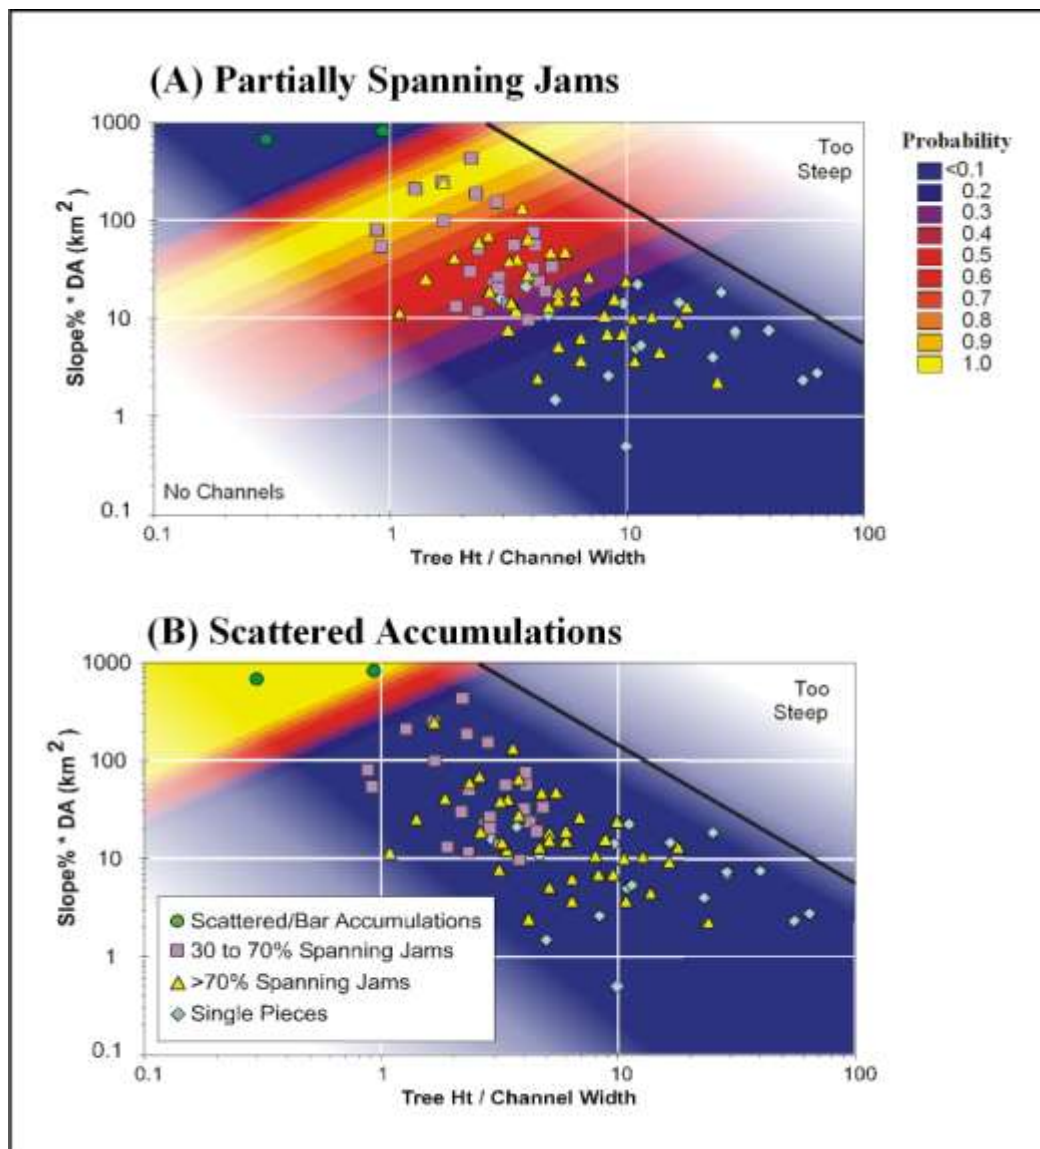 (A) Partially Spanning Jams
1000
100
10
1
0.1
Slope% * DA (km²)
Too
Steep
No Channels
0.1
1
10
100
Tree Ht / Channel Width
Probability
<0.1
0.2
0.3
0.4
0.5
0.6
0.7
0.8
0.9
1.0
(B) Scattered Accumulations
1000
100
10
1
0.1
Slope% * DA (km²)
Too
Steep
Scattered/Bar Accumulations
30 to 70% Spanning Jams
>70% Spanning Jams
Single Pieces
0.1
1
10
100
Tree Ht / Channel Width